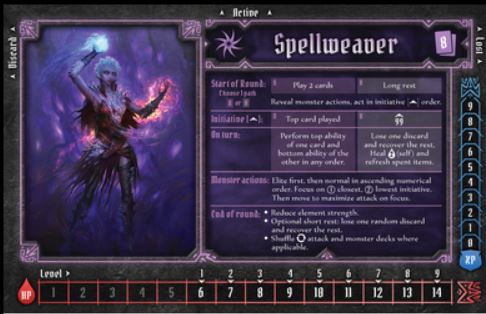 Active
Discard
Lost
Spellweaver
8
Start of Round:
Choose 1 path
Play 2 cards
Long rest
or
Reveal monster actions, act in initiative order.
Initiative
Top card played
99
On turn:
Perform top ability
of one card and
bottom ability of the
other in any order.
Lose one discard
and recover the rest,
Heal 2 (self) and
refresh spent items.
Monster actions: Elite first, then normal in ascending numerical
order. Focus on ① closest, ② lowest initiative.
Then move to maximize attack on focus.
End of round:
• Reduce element strength.
• Optional short rest: lose one random discard
and recover the rest.
• Shuffle attack and monster decks where
applicable.
9
8
7
6
5
4
3
2
1
0
XP
Level
1 2 3 4 5 6 7 8 9
HP 1 2 3 4 5 6 7 8 9 10 11 12 13 14